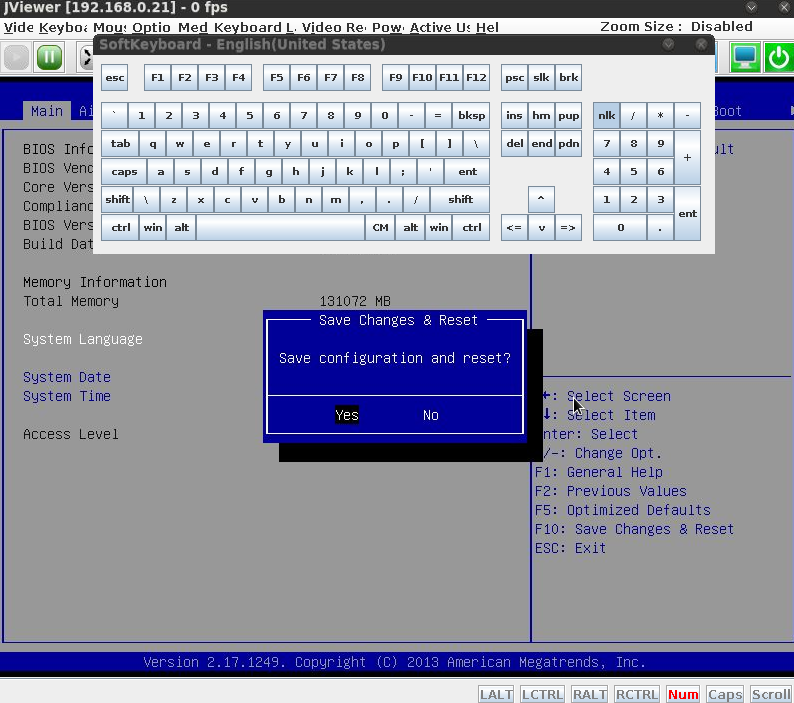 JViewer [192.168.0.21] - 0 fps
Vide Keyboa Mou: Optio Med Keyboard L. Video Re Pow Active U: Hel Zoom Size : Disabled
SoftKeyboard - English(United States)
esc F1 F2 F3 F4 F5 F6 F7 F8 F9 F10 F11 F12 psc slk brk
` 1 2 3 4 5 6 7 8 9 0 - = bksp ins hm pup nlk / * -
tab q w e r t y u i o p [ ] \ del end pdn 7 8 9 +
caps a s d f g h j k l ; ' ent 4 5 6
shift \ z x c v b n m , . / shift ^ 1 2 3 ent
ctrl win alt CM alt win ctrl <= v => 0 .
Main Ai Boot
BIOS Info ult
BIOS Vend
Core Vers
Complianc
BIOS Vers
Build Dat
Memory Information
Total Memory 131072 MB
System Language
System Date
System Time
Access Level
Save Changes & Reset
Save configuration and reset?
Yes No
←: Select Screen
↓: Select Item
nter: Select
/-: Change Opt.
F1: General Help
F2: Previous Values
F5: Optimized Defaults
F10: Save Changes & Reset
ESC: Exit
Version 2.17.1249. Copyright (C) 2013 American Megatrends, Inc.
LALT LCTRL RALT RCTRL Num Caps Scroll